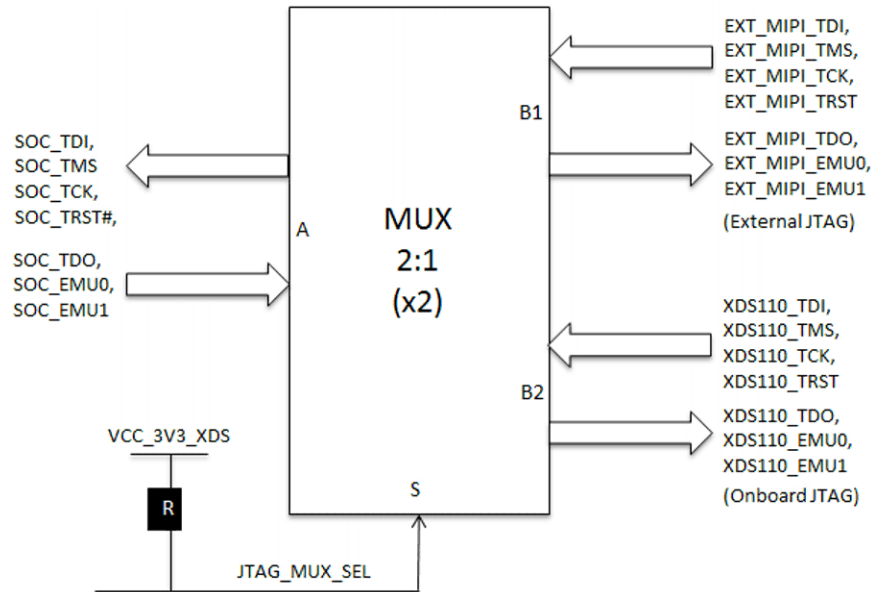 SOC_TDI,
SOC_TMS
SOC_TCK,
SOC_TRST#,
SOC_TDO,
SOC_EMU0,
SOC_EMU1
A
MUX
2:1
(x2)
B1
B2
S
EXT_MIPI_TDI,
EXT_MIPI_TMS,
EXT_MIPI_TCK,
EXT_MIPI_TRST
EXT_MIPI_TDO,
EXT_MIPI_EMU0,
EXT_MIPI_EMU1
(External JTAG)
XDS110_TDI,
XDS110_TMS,
XDS110_TCK,
XDS110_TRST
XDS110_TDO,
XDS110_EMU0,
XDS110_EMU1
(Onboard JTAG)
VCC_3V3_XDS
R
JTAG_MUX_SEL